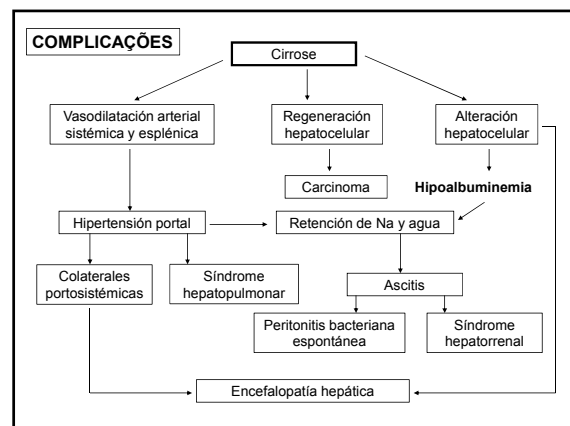 COMPLICAÇÕES
Cirrose
Vasodilatación arterial
sistémica y esplénica
Regeneración
hepatocelular
Alteración
hepatocelular
Carcinoma
Hipoalbuminemia
Hipertensión portal
Retención de Na y agua
Colaterales
portosistémicas
Síndrome
hepatopulmonar
Ascitis
Peritonitis bacteriana
espontánea
Síndrome
hepatorrenal
Encefalopatía hepática